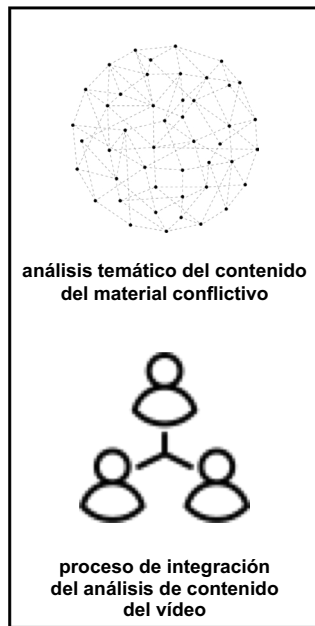 análisis temático del contenido
del material conflictivo
proceso de integración
del análisis de contenido
del vídeo